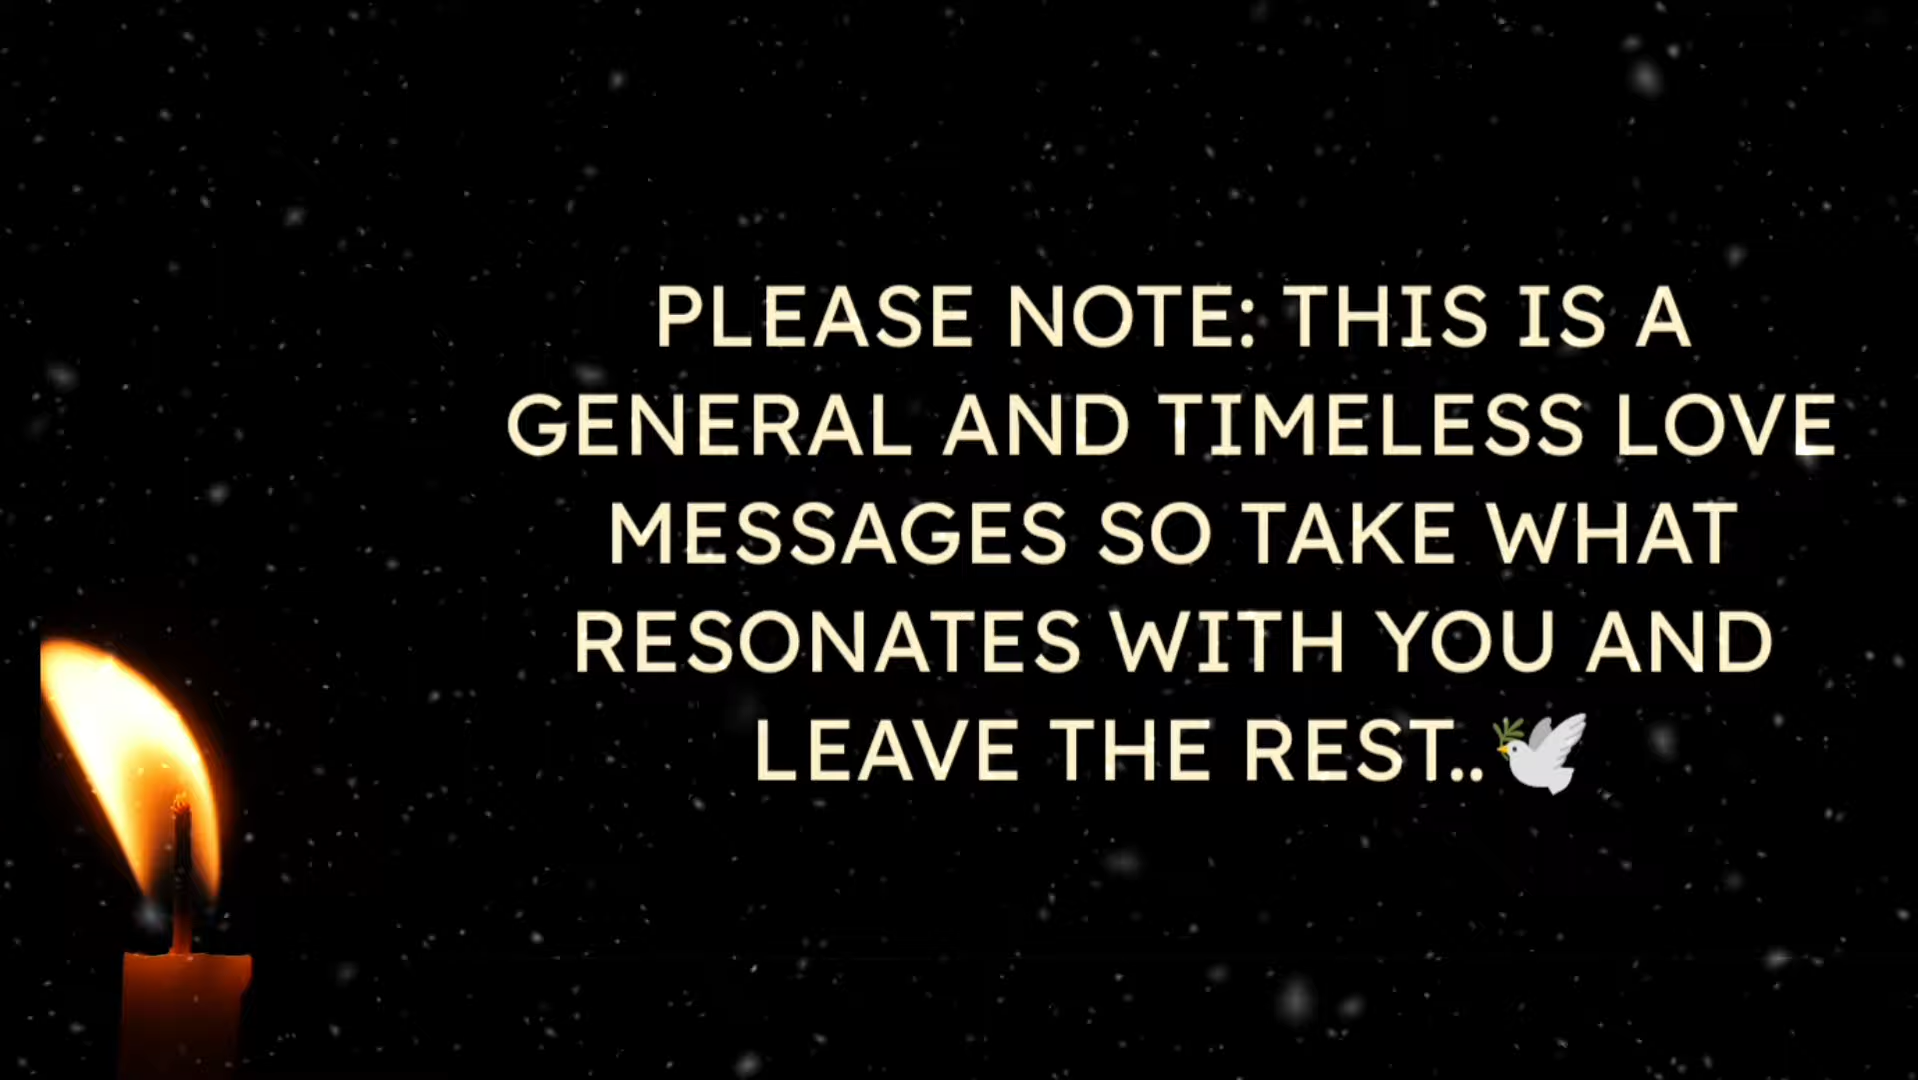 PLEASE NOTE: THIS IS A
GENERAL AND TIMELESS LOVE
MESSAGES SO TAKE WHAT
RESONATES WITH YOU AND
LEAVE THE REST..🕊️